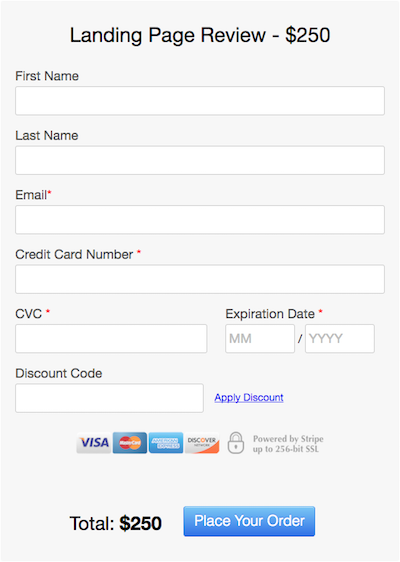 Landing Page Review - $250
First Name
Last Name
Email*
Credit Card Number *
CVC * Expiration Date *
MM / YYYY
Discount Code
Apply Discount
VISA MasterCard AMERICAN EXPRESS DISCOVER NETWORK Powered by Stripe
up to 256-bit SSL
Total: $250 Place Your Order